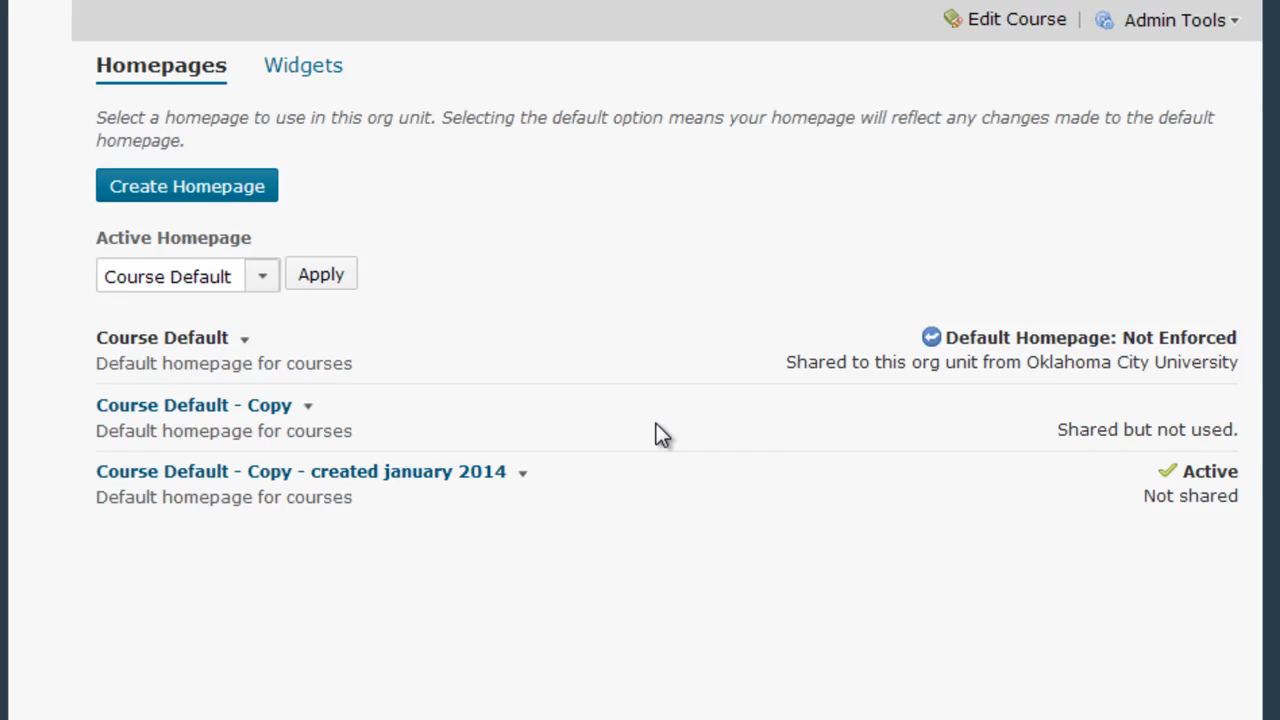 Edit Course | Admin Tools
Homepages Widgets
Select a homepage to use in this org unit. Selecting the default option means your homepage will reflect any changes made to the default
homepage.
Create Homepage
Active Homepage
Course Default Apply
Course Default Default Homepage: Not Enforced
Default homepage for courses Shared to this org unit from Oklahoma City University
Course Default - Copy
Default homepage for courses Shared but not used.
Course Default - Copy - created january 2014 Active
Default homepage for courses Not shared